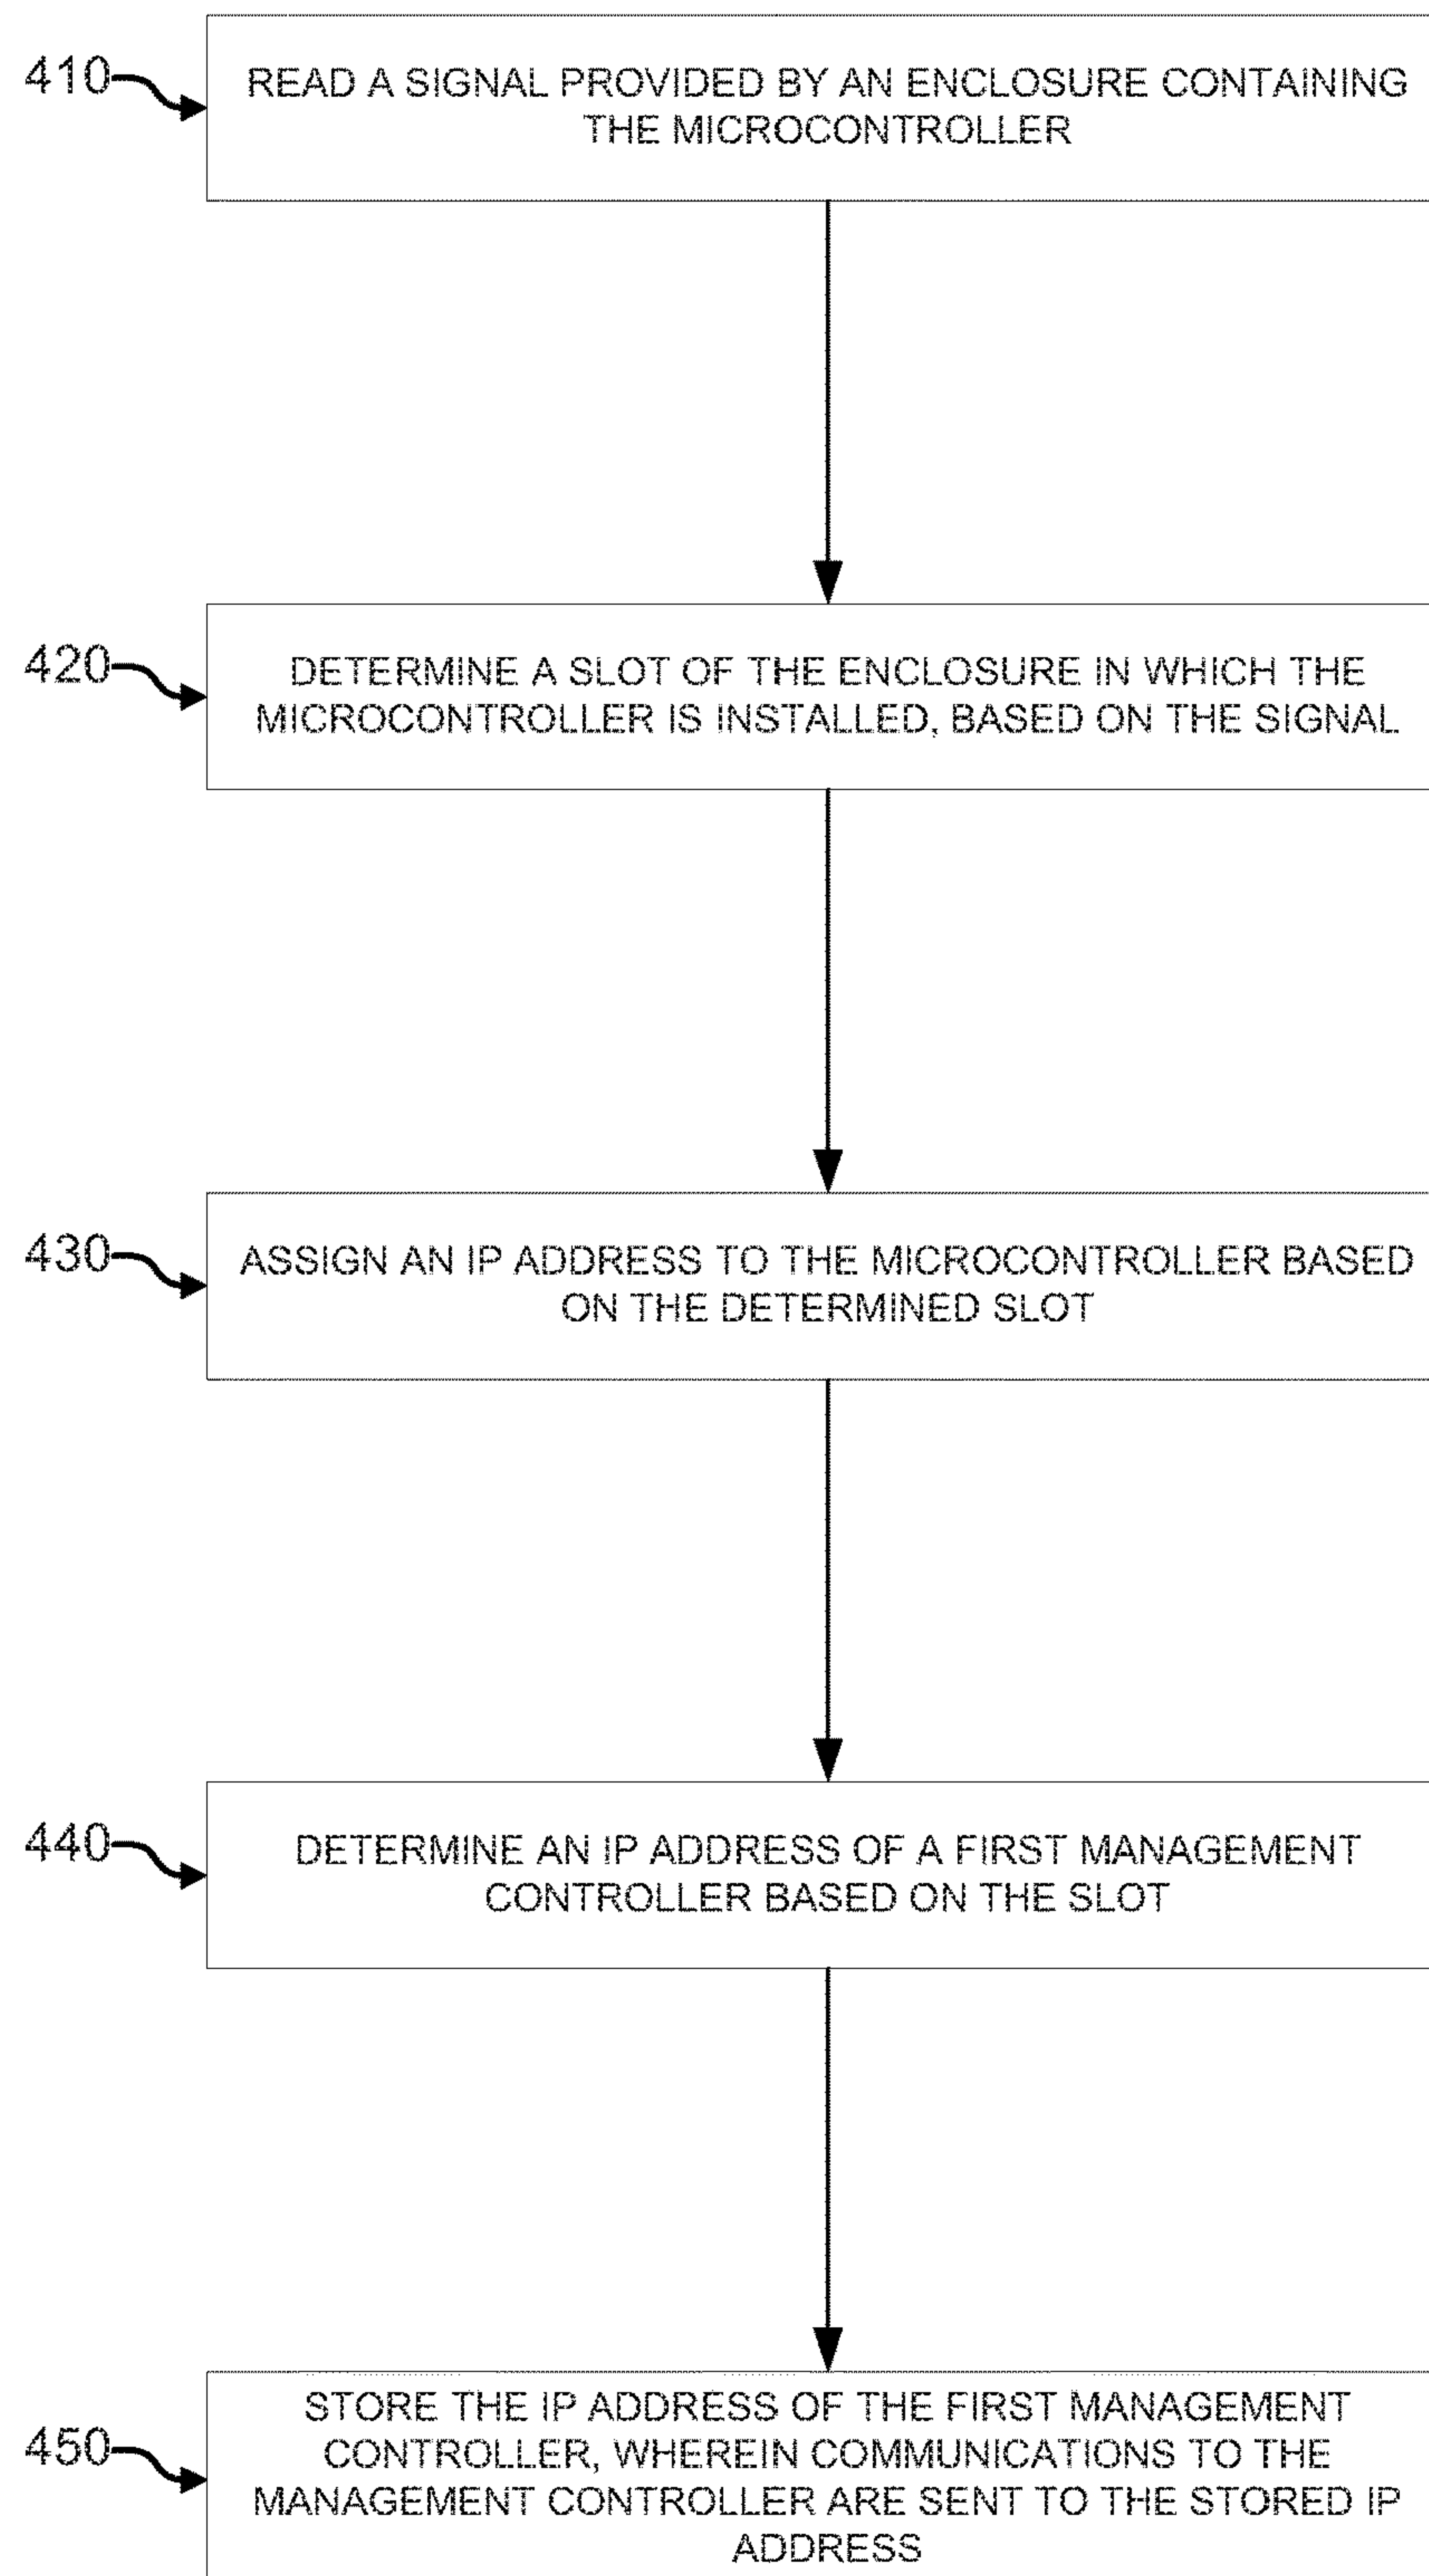 410
READ A SIGNAL PROVIDED BY AN ENCLOSURE CONTAINING
THE MICROCONTROLLER
420
DETERMINE A SLOT OF THE ENCLOSURE IN WHICH THE
MICROCONTROLLER IS INSTALLED, BASED ON THE SIGNAL
430
ASSIGN AN IP ADDRESS TO THE MICROCONTROLLER BASED
ON THE DETERMINED SLOT
440
DETERMINE AN IP ADDRESS OF A FIRST MANAGEMENT
CONTROLLER BASED ON THE SLOT
450
STORE THE IP ADDRESS OF THE FIRST MANAGEMENT
CONTROLLER, WHEREIN COMMUNICATIONS TO THE
MANAGEMENT CONTROLLER ARE SENT TO THE STORED IP
ADDRESS